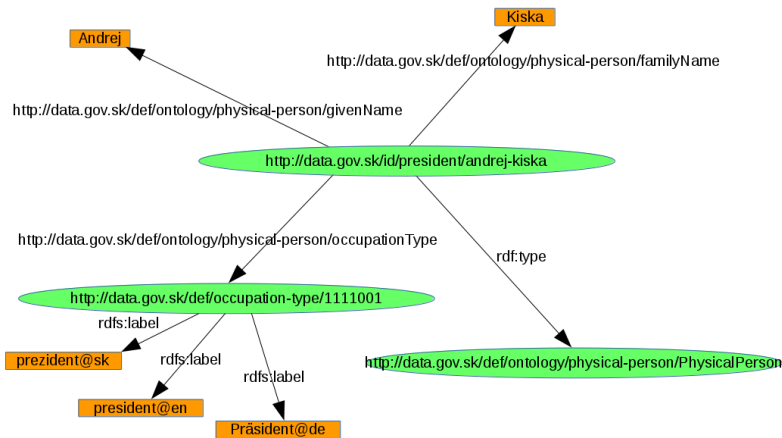 Kiska
Andrej
http://data.gov.sk/def/ontology/physical-person/familyName
http://data.gov.sk/def/ontology/physical-person/givenName
http://data.gov.sk/id/president/andrej-kiska
http://data.gov.sk/def/ontology/physical-person/occupationType
rdf:type
http://data.gov.sk/def/occupation-type/1111001
rdfs:label
prezident@sk
rdfs:label
http://data.gov.sk/def/ontology/physical-person/PhysicalPerson
rdfs:label
president@en
Präsident@de